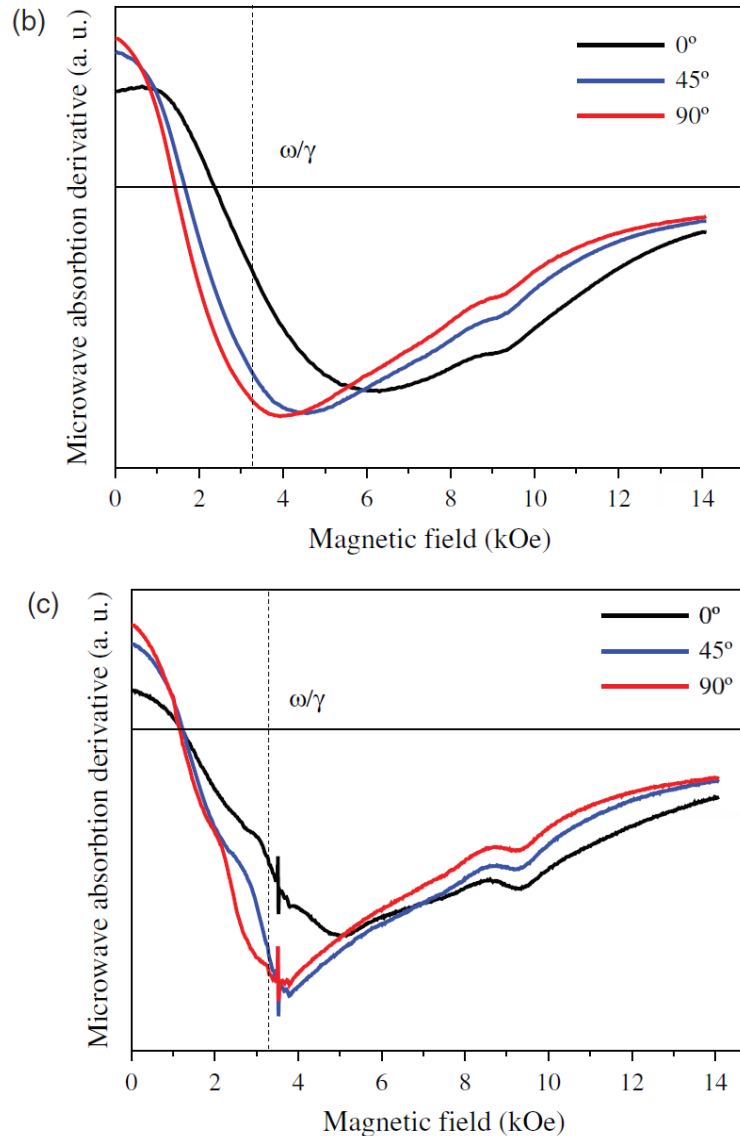 (b)
0º
45º
90º
ω/γ
Microwave absorbtion derivative (a. u.)
0 2 4 6 8 10 12 14
Magnetic field (kOe)
(c)
0º
45º
90º
ω/γ
Microwave absorbtion derivative (a. u.)
0 2 4 6 8 10 12 14
Magnetic field (kOe)